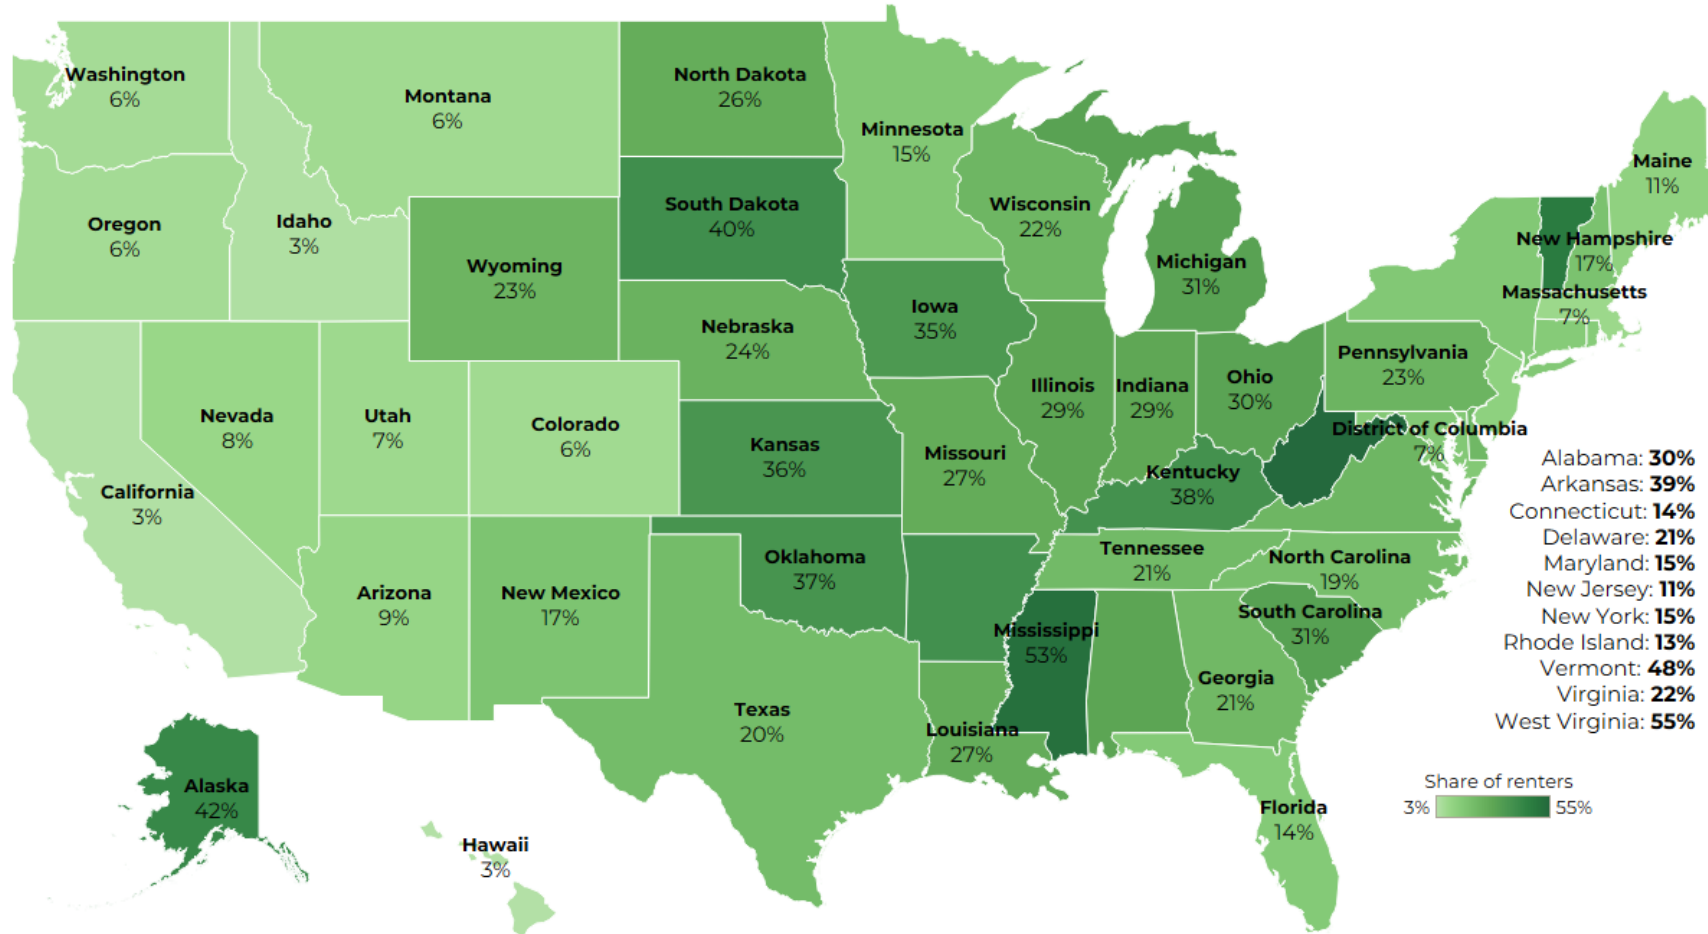 Washington
6%
Montana
6%
North Dakota
26%
Minnesota
15%
Maine
11%
Oregon
6%
Idaho
3%
Wyoming
23%
South Dakota
40%
Wisconsin
22%
Michigan
31%
New Hampshire
17%
Massachusetts
7%
Nebraska
24%
Iowa
35%
Pennsylvania
23%
Nevada
8%
Utah
7%
Colorado
6%
Kansas
36%
Missouri
27%
Illinois
29%
Indiana
29%
Ohio
30%
District of Columbia
7%
Kentucky
38%
California
3%
Arizona
9%
New Mexico
17%
Oklahoma
37%
Tennessee
21%
North Carolina
19%
South Carolina
31%
Mississippi
53%
Georgia
21%
Texas
20%
Louisiana
27%
Alaska
42%
Hawaii
3%
Florida
14%
Alabama: 30%
Arkansas: 39%
Connecticut: 14%
Delaware: 21%
Maryland: 15%
New Jersey: 11%
New York: 15%
Rhode Island: 13%
Vermont: 48%
Virginia: 22%
West Virginia: 55%
Share of renters
3% 55%